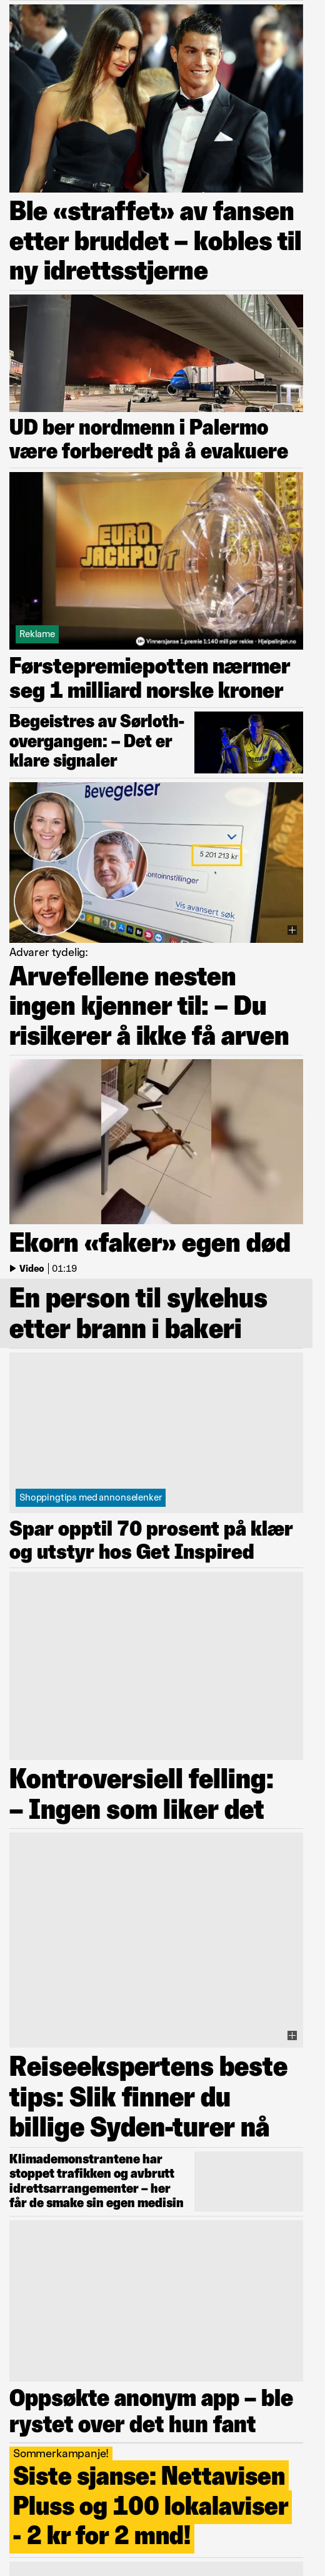 Ble «straffet» av fansen
etter bruddet – kobles til
ny idrettsstjerne
UD ber nordmenn i Palermo
være forberedt på å evakuere
EURO
JACKPOT
Reklame
Vinnersjanse 1.premie 1:140 mill per rekke - Hjelpelinjen.no
Førstepremiepotten nærmer
seg 1 milliard norske kroner
Begeistres av Sørloth-
overgangen: – Det er
klare signaler
Bevegelser
5 201 213 kr
ontoinnstillinger
Vis avansert søk
Advarer tydelig:
Arvefellene nesten
ingen kjenner til: – Du
risikerer å ikke få arven
Ekorn «faker» egen død
Video | 01:19
En person til sykehus
etter brann i bakeri
Shoppingtips med annonselenker
Spar opptil 70 prosent på klær
og utstyr hos Get Inspired
Kontroversiell felling:
– Ingen som liker det
Reiseekspertens beste
tips: Slik finner du
billige Syden-turer nå
Klimademonstrantene har
stoppet trafikken og avbrutt
idrettsarrangementer – her
får de smake sin egen medisin
Oppsøkte anonym app – ble
rystet over det hun fant
Sommerkampanje!
Siste sjanse: Nettavisen
Pluss og 100 lokalaviser
- 2 kr for 2 mnd!